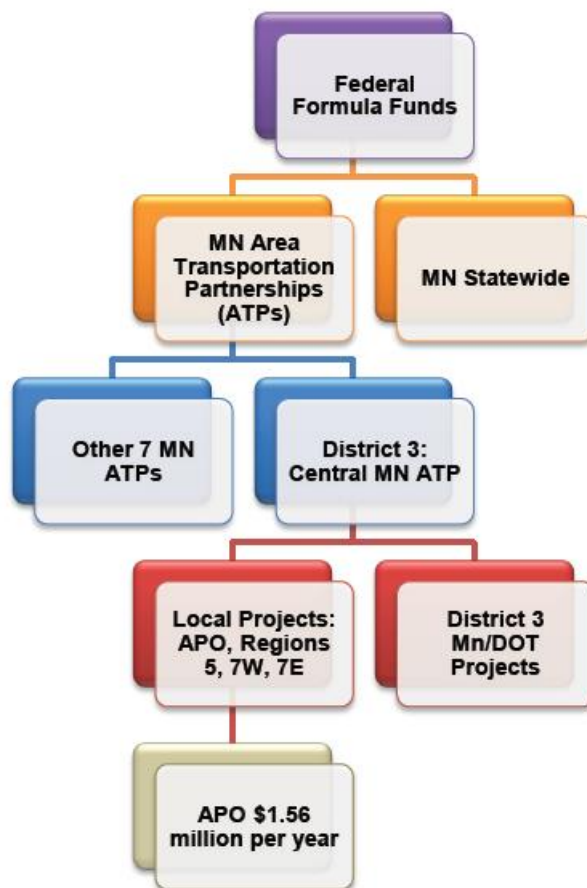 Federal
Formula Funds
MN Area
Transportation
Partnerships
(ATPs)
MN Statewide
Other 7 MN
ATPs
District 3:
Central MN ATP
Local Projects:
APO, Regions
5, 7W, 7E
District 3
Mn/DOT
Projects
APO $1.56
million per year